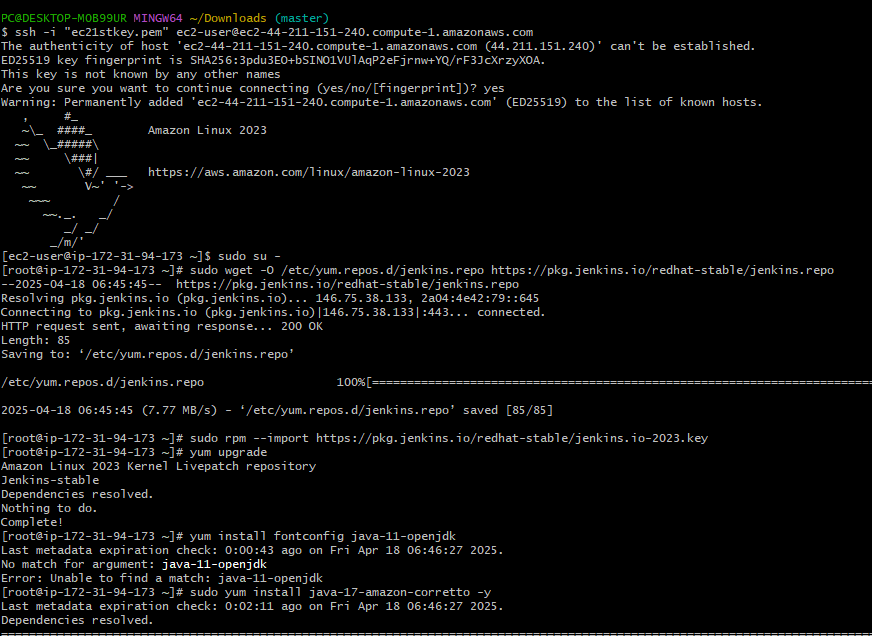 PC@DESKTOP-MOB99UR MINGW64 ~/Downloads (master)
$ ssh -i "ec21stkey.pem" ec2-user@ec2-44-211-151-240.compute-1.amazonaws.com
The authenticity of host 'ec2-44-211-151-240.compute-1.amazonaws.com (44.211.151.240)' can't be established.
ED25519 key fingerprint is SHA256:3pdu3EO+bSINO1VUlAqP2eFjrnw+YQ/rF3JcXrzyXOA.
This key is not known by any other names
Are you sure you want to continue connecting (yes/no/[fingerprint])? yes
Warning: Permanently added 'ec2-44-211-151-240.compute-1.amazonaws.com' (ED25519) to the list of known hosts.
   ,     #_
   ~\_  ####_        Amazon Linux 2023
  ~~  \_#####\
  ~~     \###|
  ~~       \#/ ___   https://aws.amazon.com/linux/amazon-linux-2023
   ~~       V~' '->
    ~~~         /
      ~~._.   _/
         _/ _/
       _/m/'
[ec2-user@ip-172-31-94-173 ~]$ sudo su -
[root@ip-172-31-94-173 ~]# sudo wget -O /etc/yum.repos.d/jenkins.repo https://pkg.jenkins.io/redhat-stable/jenkins.repo
--2025-04-18 06:45:45--  https://pkg.jenkins.io/redhat-stable/jenkins.repo
Resolving pkg.jenkins.io (pkg.jenkins.io)... 146.75.38.133, 2a04:4e42:79::645
Connecting to pkg.jenkins.io (pkg.jenkins.io)|146.75.38.133|:443... connected.
HTTP request sent, awaiting response... 200 OK
Length: 85
Saving to: ‘/etc/yum.repos.d/jenkins.repo’
/etc/yum.repos.d/jenkins.repo                   100%[========================================================================
2025-04-18 06:45:45 (7.77 MB/s) - ‘/etc/yum.repos.d/jenkins.repo’ saved [85/85]
[root@ip-172-31-94-173 ~]# sudo rpm --import https://pkg.jenkins.io/redhat-stable/jenkins.io-2023.key
[root@ip-172-31-94-173 ~]# yum upgrade
Amazon Linux 2023 Kernel Livepatch repository
Jenkins-stable
Dependencies resolved.
Nothing to do.
Complete!
[root@ip-172-31-94-173 ~]# yum install fontconfig java-11-openjdk
Last metadata expiration check: 0:00:43 ago on Fri Apr 18 06:46:27 2025.
No match for argument: java-11-openjdk
Error: Unable to find a match: java-11-openjdk
[root@ip-172-31-94-173 ~]# sudo yum install java-17-amazon-corretto -y
Last metadata expiration check: 0:02:11 ago on Fri Apr 18 06:46:27 2025.
Dependencies resolved.